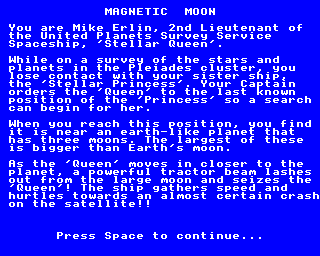 MAGNETIC MOON
You are Mike Erlin, 2nd Lieutenant of
the United Planets Survey Service
Spaceship, 'Stellar Queen'.
While on a survey of the stars and
planets in the Pleiades cluster, you
lose contact with your sister ship,
the 'Stellar Princess'. Your Captain
orders the 'Queen' to the last known
position of the 'Princess' so a search
can begin for her.
When you reach this position, you find
it is near an earth-like planet that
has three moons. The largest of these
is bigger than Earth's moon.
As the 'Queen' moves in closer to the
planet, a powerful tractor beam lashes
out from the large moon and seizes the
'Queen'! The ship gathers speed and
hurtles towards an almost certain crash
on the satellite!!
Press Space to continue...